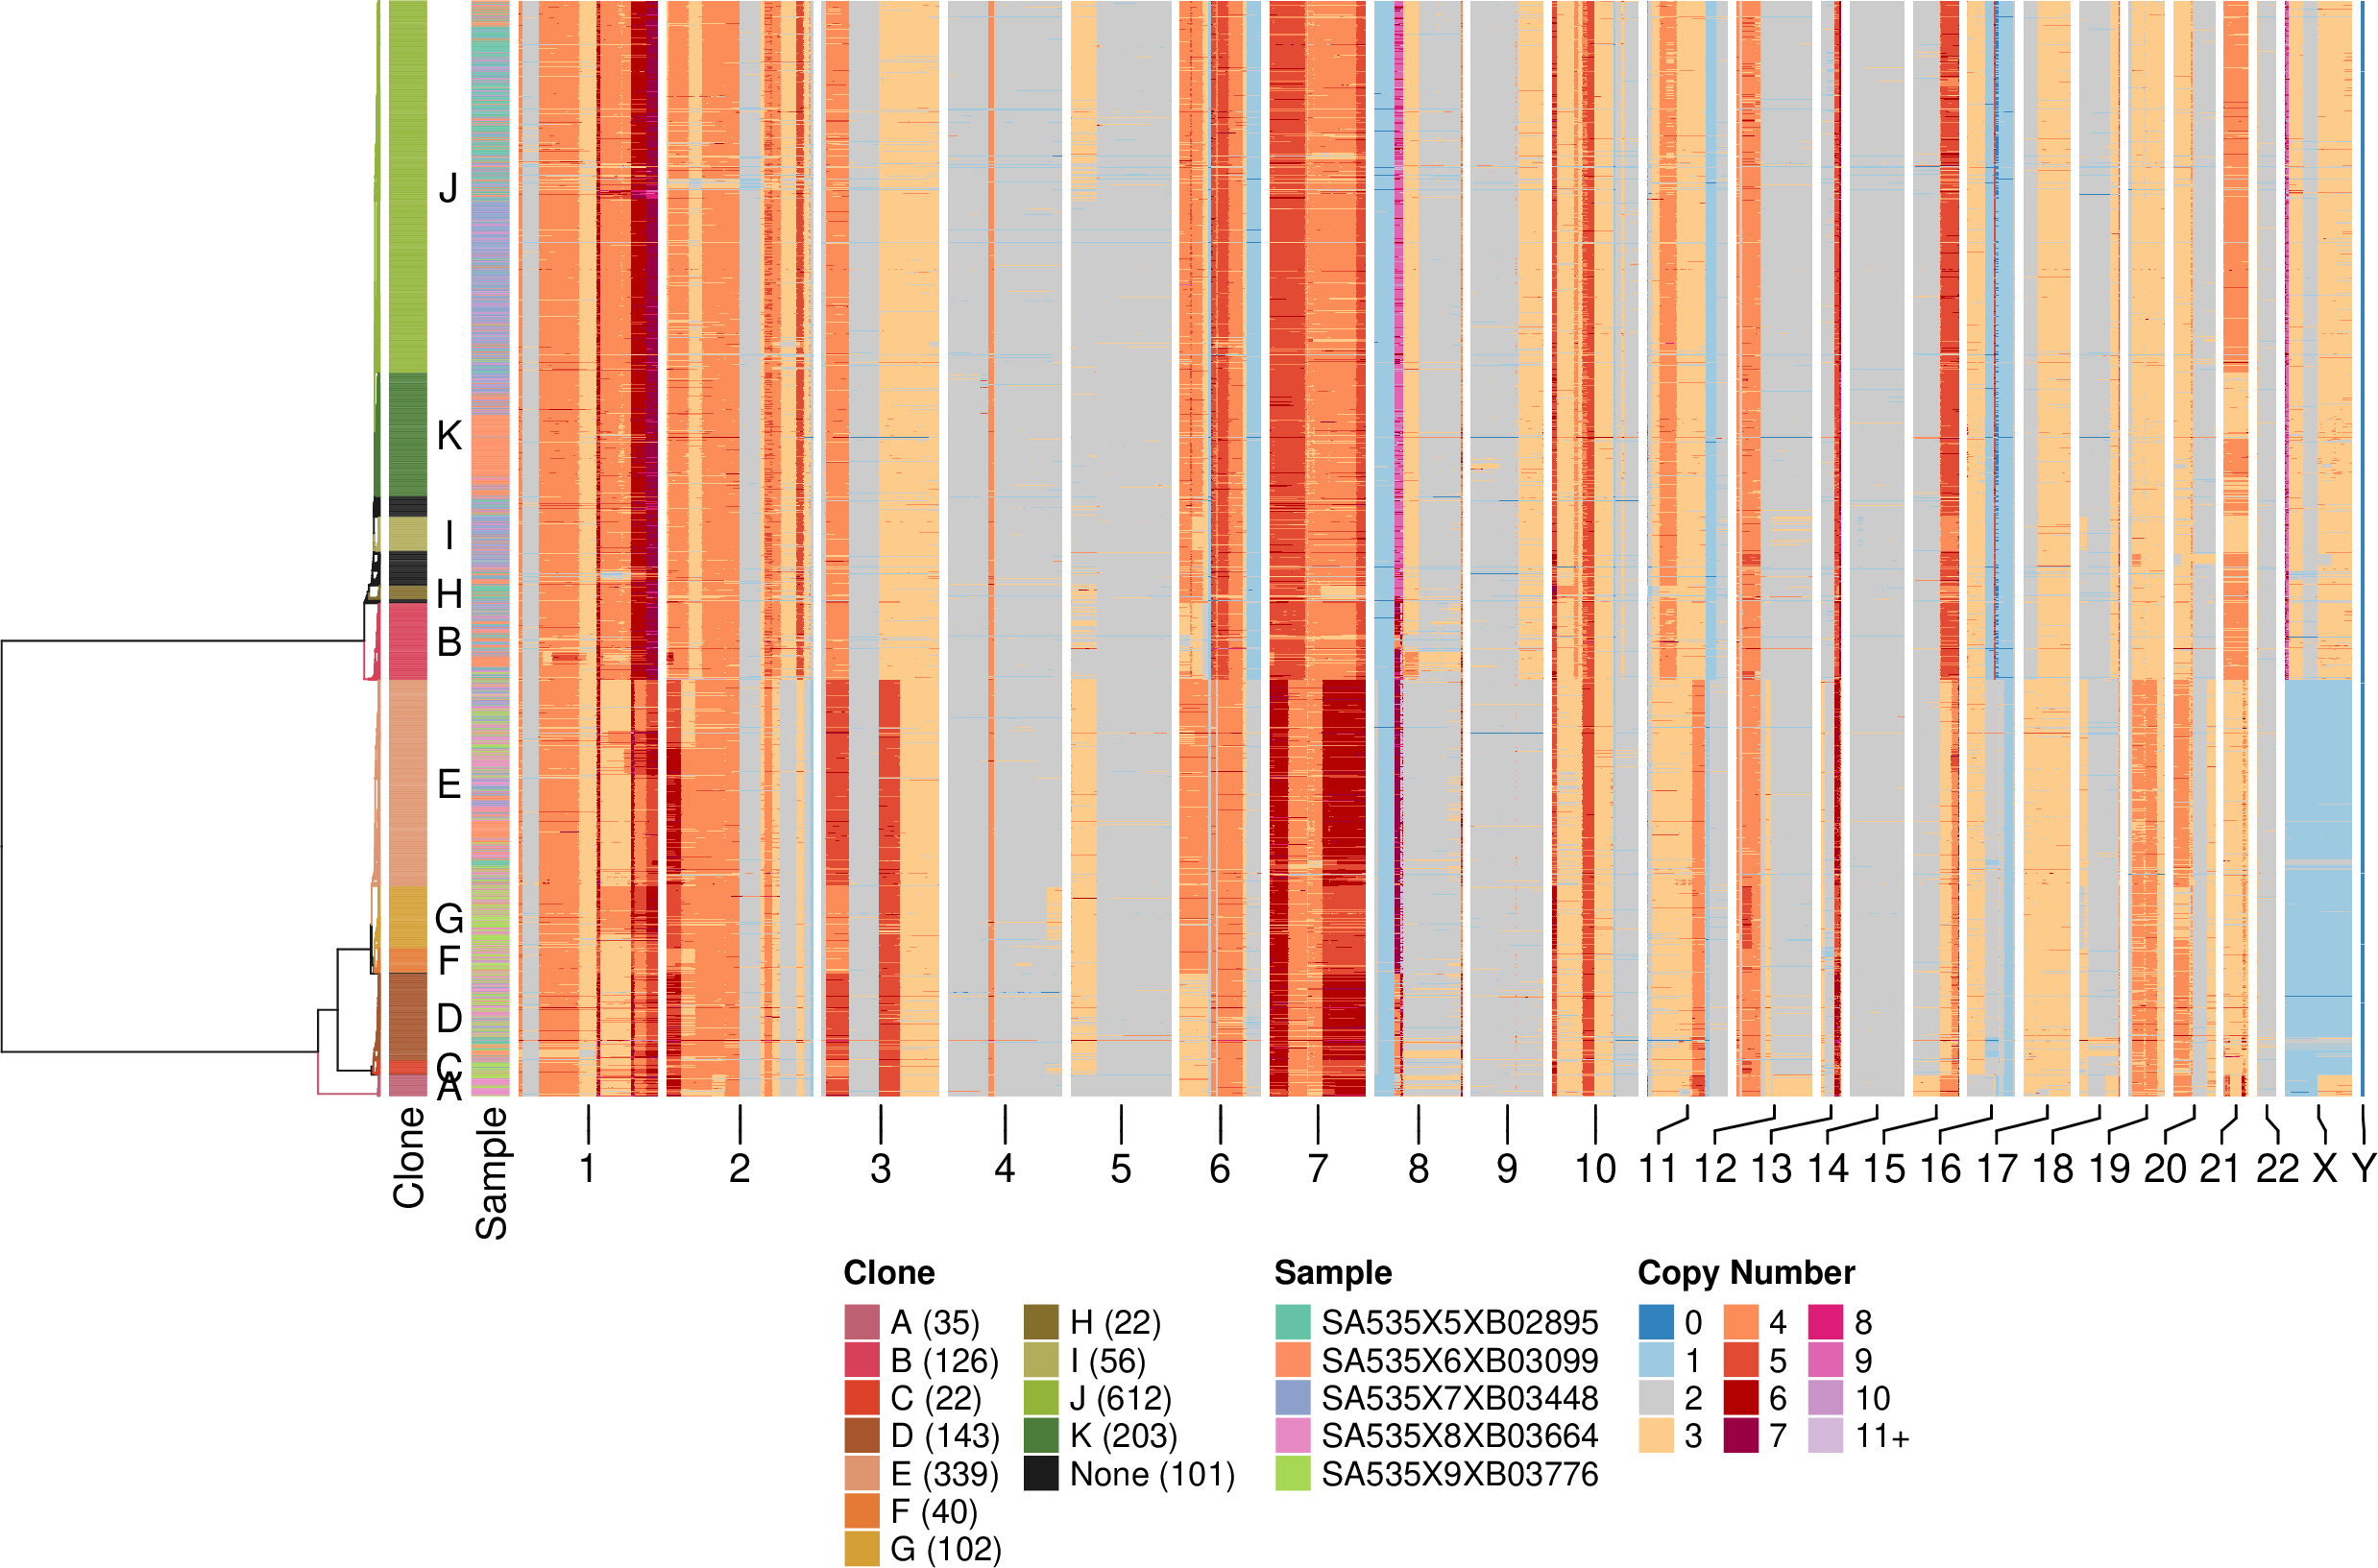 J
K
I
H
B
E
G
F
D
C
A
Clone
Sample
1 2 3 4 5 6 7 8 9 10 11 12 13 14 15 16 17 18 19 20 21 22 X Y
Clone
A (35)
B (126)
C (22)
D (143)
E (339)
F (40)
G (102)
H (22)
I (56)
J (612)
K (203)
None (101)
Sample
SA535X5XB02895
SA535X6XB03099
SA535X7XB03448
SA535X8XB03664
SA535X9XB03776
Copy Number
0
1
2
3
4
5
6
7
8
9
10
11+